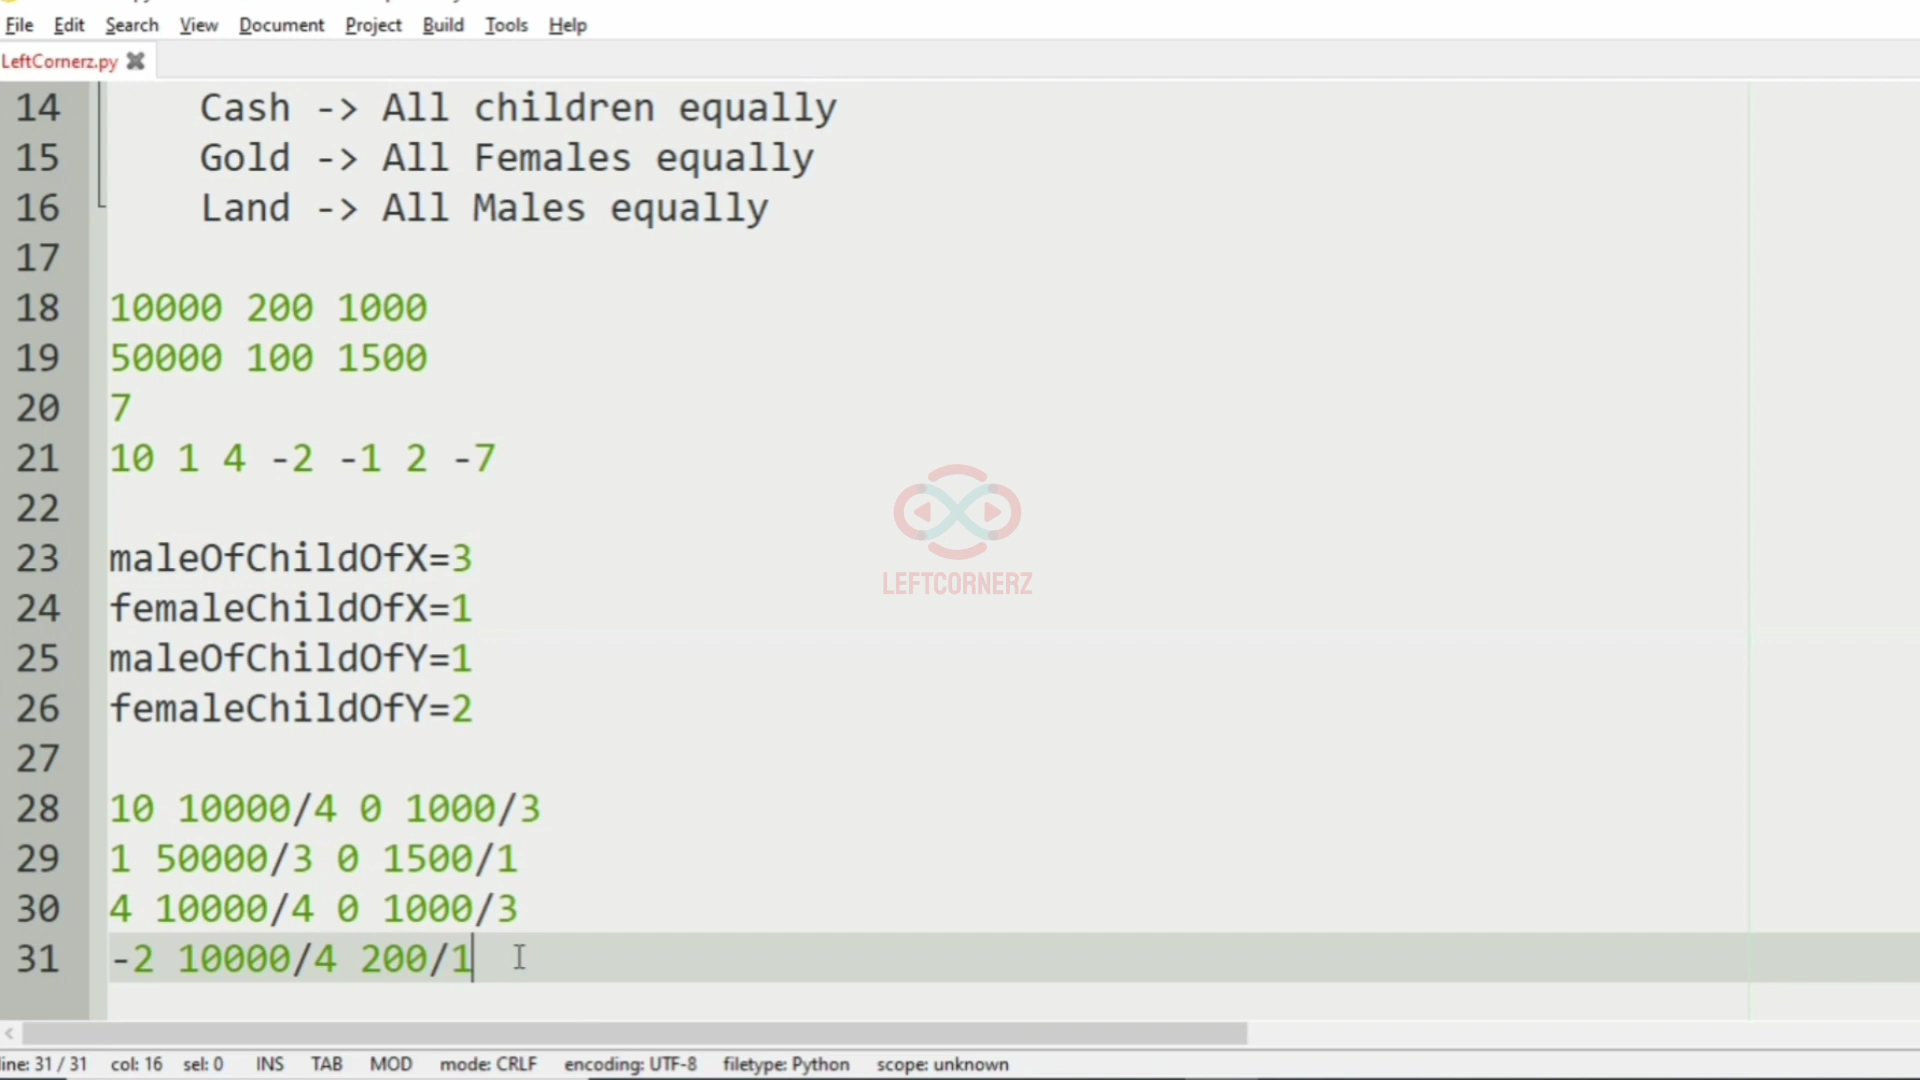 File Edit Search View Document Project Build Tools Help
LeftCornerz.py
14 Cash -> All children equally
15 Gold -> All Females equally
16 Land -> All Males equally
17
18 10000 200 1000
19 50000 100 1500
20 7
21 10 1 4 -2 -1 2 -7
22
23 maleOfChildOfX=3
24 femaleChildOfX=1
25 maleOfChildOfY=1
26 femaleChildOfY=2
27
28 10 10000/4 0 1000/3
29 1 50000/3 0 1500/1
30 4 10000/4 0 1000/3
31 -2 10000/4 200/1
LEFTCORNERZ
line: 31 / 31 col: 16 sel: 0 INS TAB MOD mode: CRLF encoding: UTF-8 filetype: Python scope: unknown